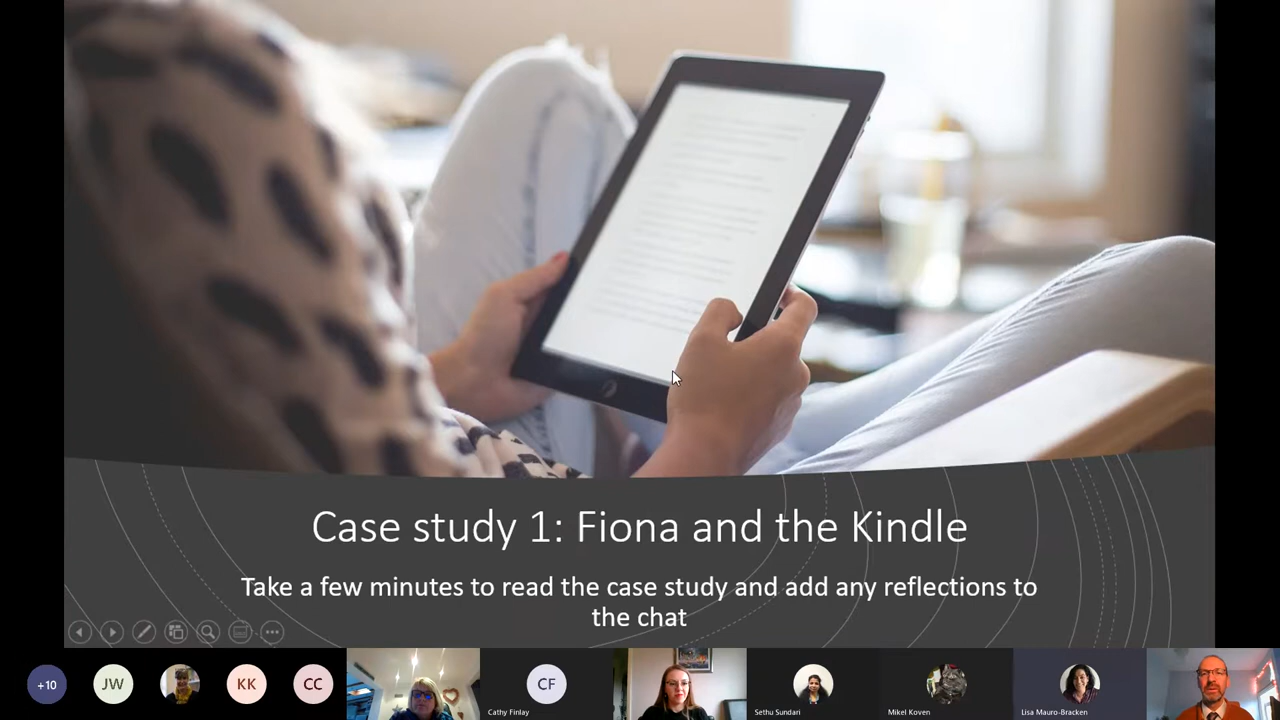 Case study 1: Fiona and the Kindle
Take a few minutes to read the case study and add any reflections to
the chat
+10
JW
KK
CC
CF
Cathy Finlay
Sethu Sundari
Mikel Koven
Lisa Mauro-Bracken